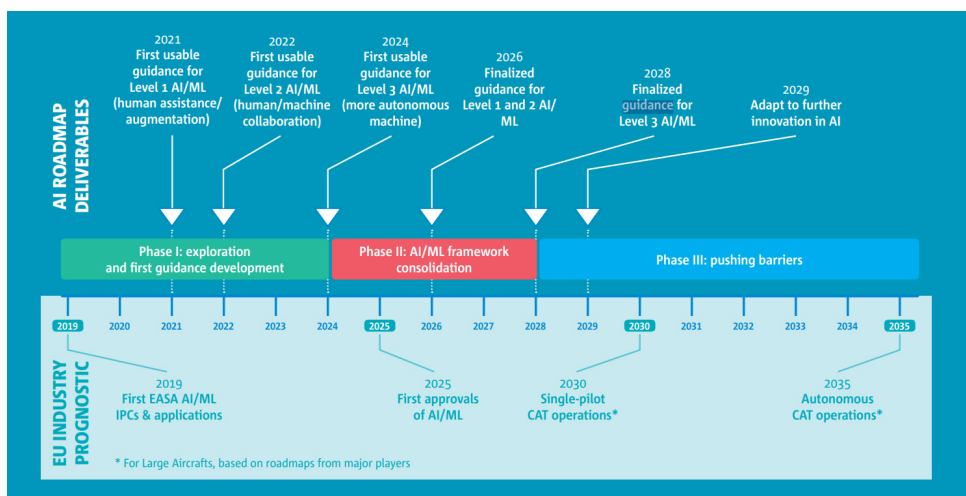 AI ROADMAP
DELIVERABLES
2021
First usable
guidance for
Level 1 AI/ML
(human assistance/
augmentation)
2022
First usable
guidance for
Level 2 AI/ML
(human/machine
collaboration)
2024
First usable
guidance for
Level 3 AI/ML
(more autonomous
machine)
2026
Finalized
guidance for
Level 1 and 2 AI/
ML
2028
Finalized
guidance for
Level 3 AI/ML
2029
Adapt to further
innovation in AI
Phase I: exploration
and first guidance development
Phase II: AI/ML framework
consolidation
Phase III: pushing barriers
2019 2020 2021 2022 2023 2024 2025 2026 2027 2028 2029 2030 2031 2032 2033 2034 2035
EU INDUSTRY
PROGNOSTIC
2019
First EASA AI/ML
IPCs & applications
2025
First approvals
of AI/ML
2030
Single-pilot
CAT operations*
2035
Autonomous
CAT operations*
* For Large Aircrafts, based on roadmaps from major players